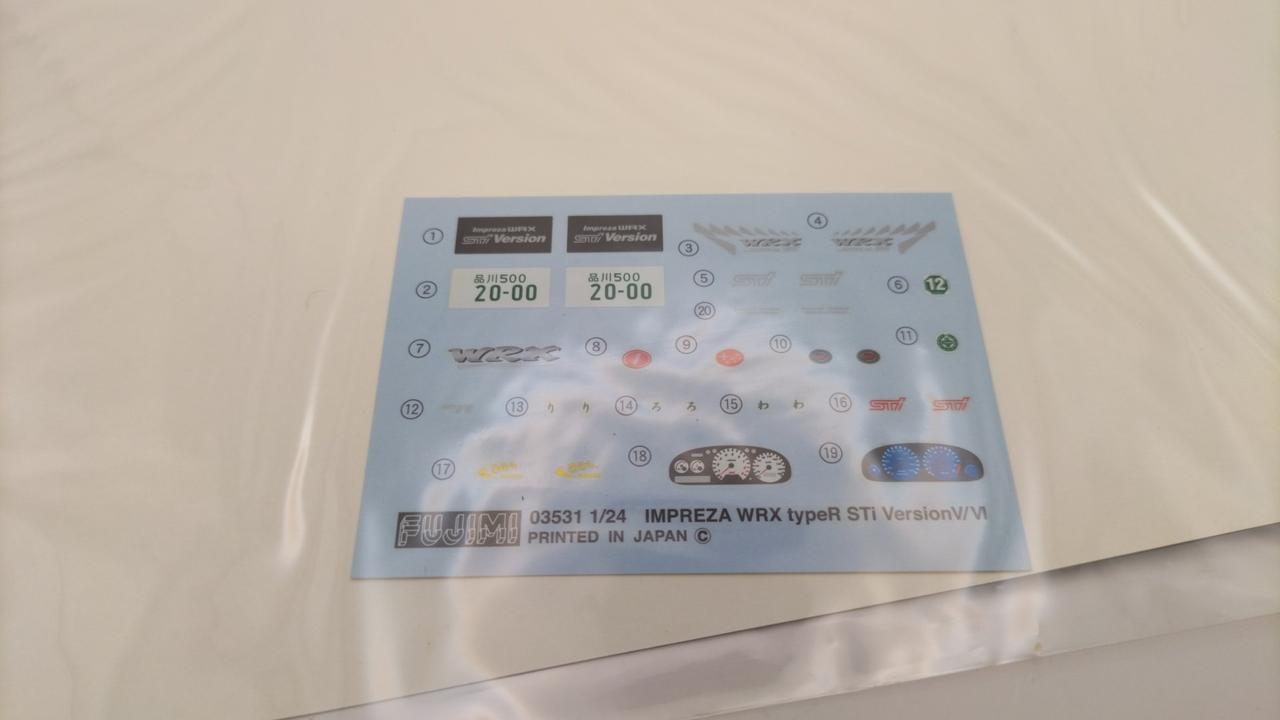 ① Impreza WRX STi Version Impreza WRX STi Version
③ WRX ④ WRX
② 品川500 20-00 品川500 20-00
⑤ STi STi ⑥ 12
⑳
⑦ WRX ⑧ ⑨ ⑩ ⑪
⑫ ⑬ り り ⑭ ろ ろ ⑮ わ わ ⑯ STi STi
⑰ ⑱ ⑲
FUJIMI 03531 1/24 IMPREZA WRX typeR STi VersionV/VI
PRINTED IN JAPAN ©